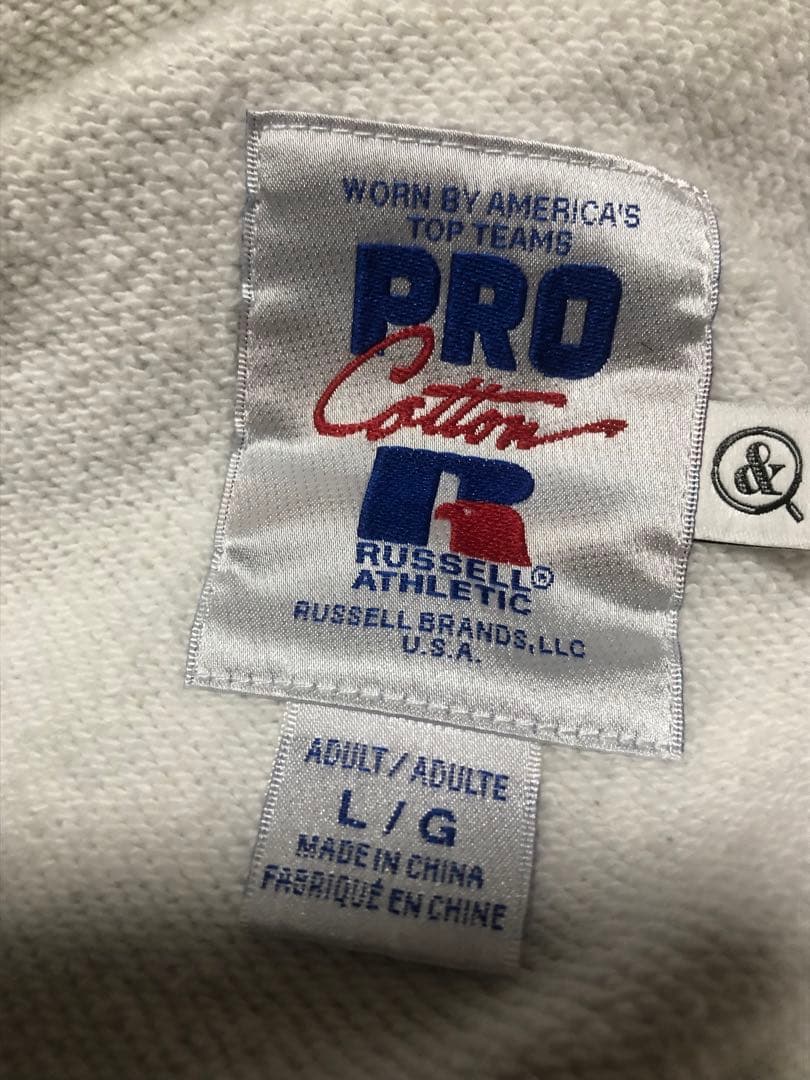 WORN BY AMERICA'S
TOP TEAMS
PRO
Cotton
R
RUSSELL®
ATHLETIC
RUSSELL BRANDS, LLC
U.S.A.
&
ADULT/ADULTE
L/G
MADE IN CHINA
FABRIQUÉ EN CHINE